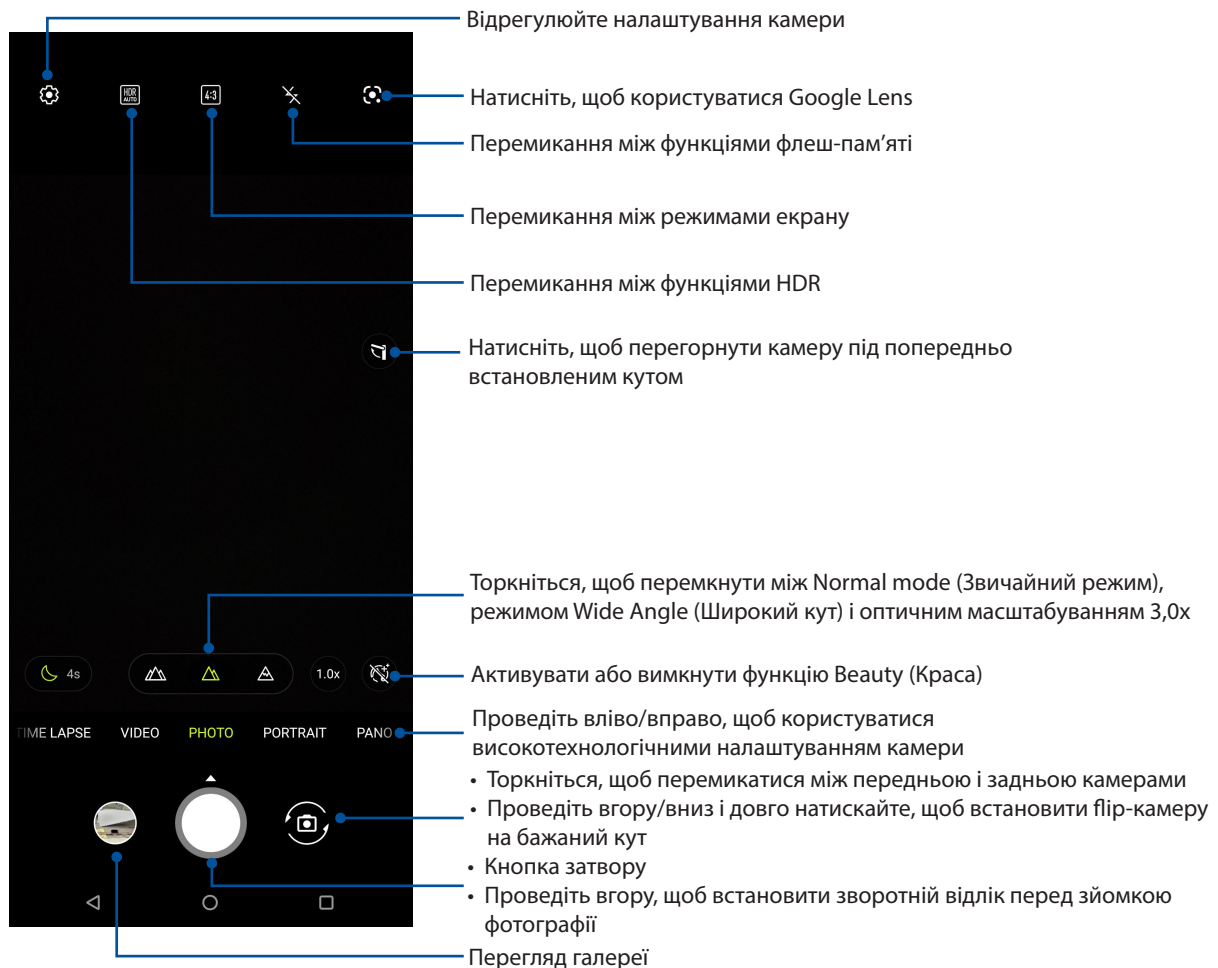 Відрегулюйте налаштування камери
HDR
AUTO
4:3
Натисніть, щоб користуватися Google Lens
Перемикання між функціями флеш-пам’яті
Перемикання між режимами екрану
Перемикання між функціями HDR
Натисніть, щоб перегорнути камеру під попередньо
встановленим кутом
Торкніться, щоб перемкнути між Normal mode (Звичайний режим),
режимом Wide Angle (Широкий кут) і оптичним масштабуванням 3,0x
4s
1.0x
Активувати або вимкнути функцію Beauty (Краса)
TIME LAPSE VIDEO PHOTO PORTRAIT PANO
Проведіть вліво/вправо, щоб користуватися
високотехнологічними налаштуванням камери
• Торкніться, щоб перемикатися між передньою і задньою камерами
• Проведіть вгору/вниз і довго натискайте, щоб встановити flip-камеру
на бажаний кут
• Кнопка затвору
• Проведіть вгору, щоб встановити зворотній відлік перед зйомкою
фотографії
Перегляд галереї